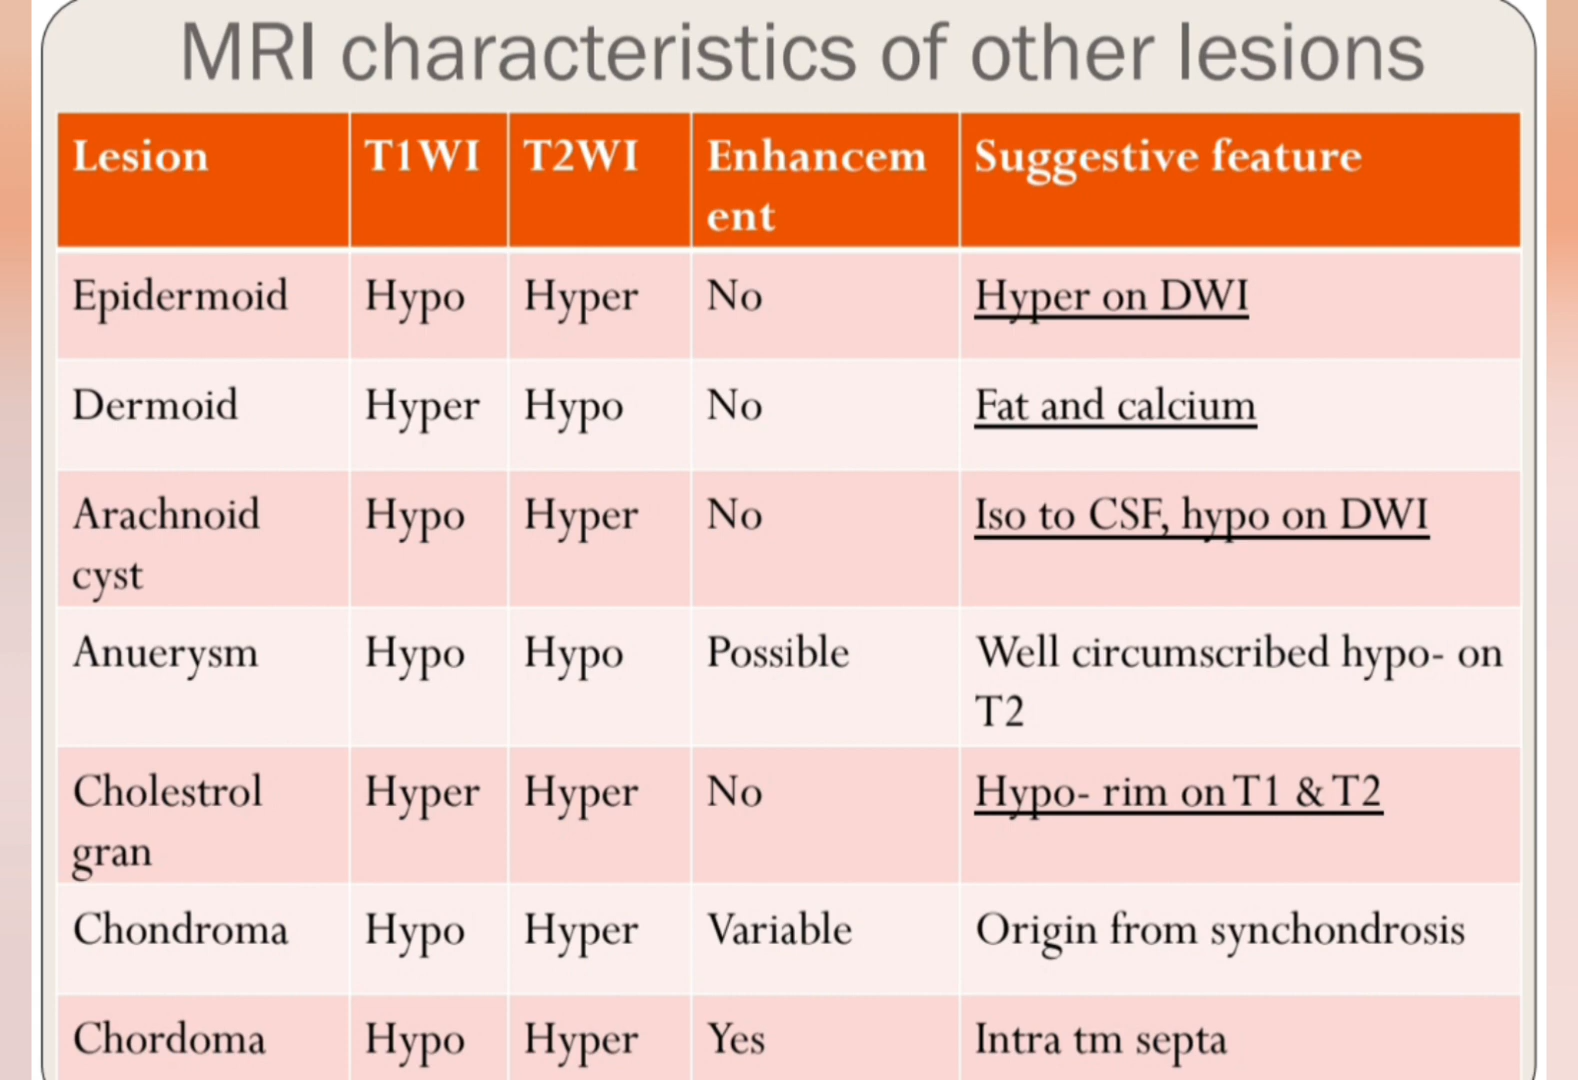 MRI characteristics of other lesions
Lesion T1WI T2WI Enhancem Suggestive feature
ent
Epidermoid Hypo Hyper No Hyper on DWI
Dermoid Hyper Hypo No Fat and calcium
Arachnoid Hypo Hyper No Iso to CSF, hypo on DWI
cyst
Anuerysm Hypo Hypo Possible Well circumscribed hypo- on
T2
Cholestrol Hyper Hyper No Hypo- rim on T1 & T2
gran
Chondroma Hypo Hyper Variable Origin from synchondrosis
Chordoma Hypo Hyper Yes Intra tm septa